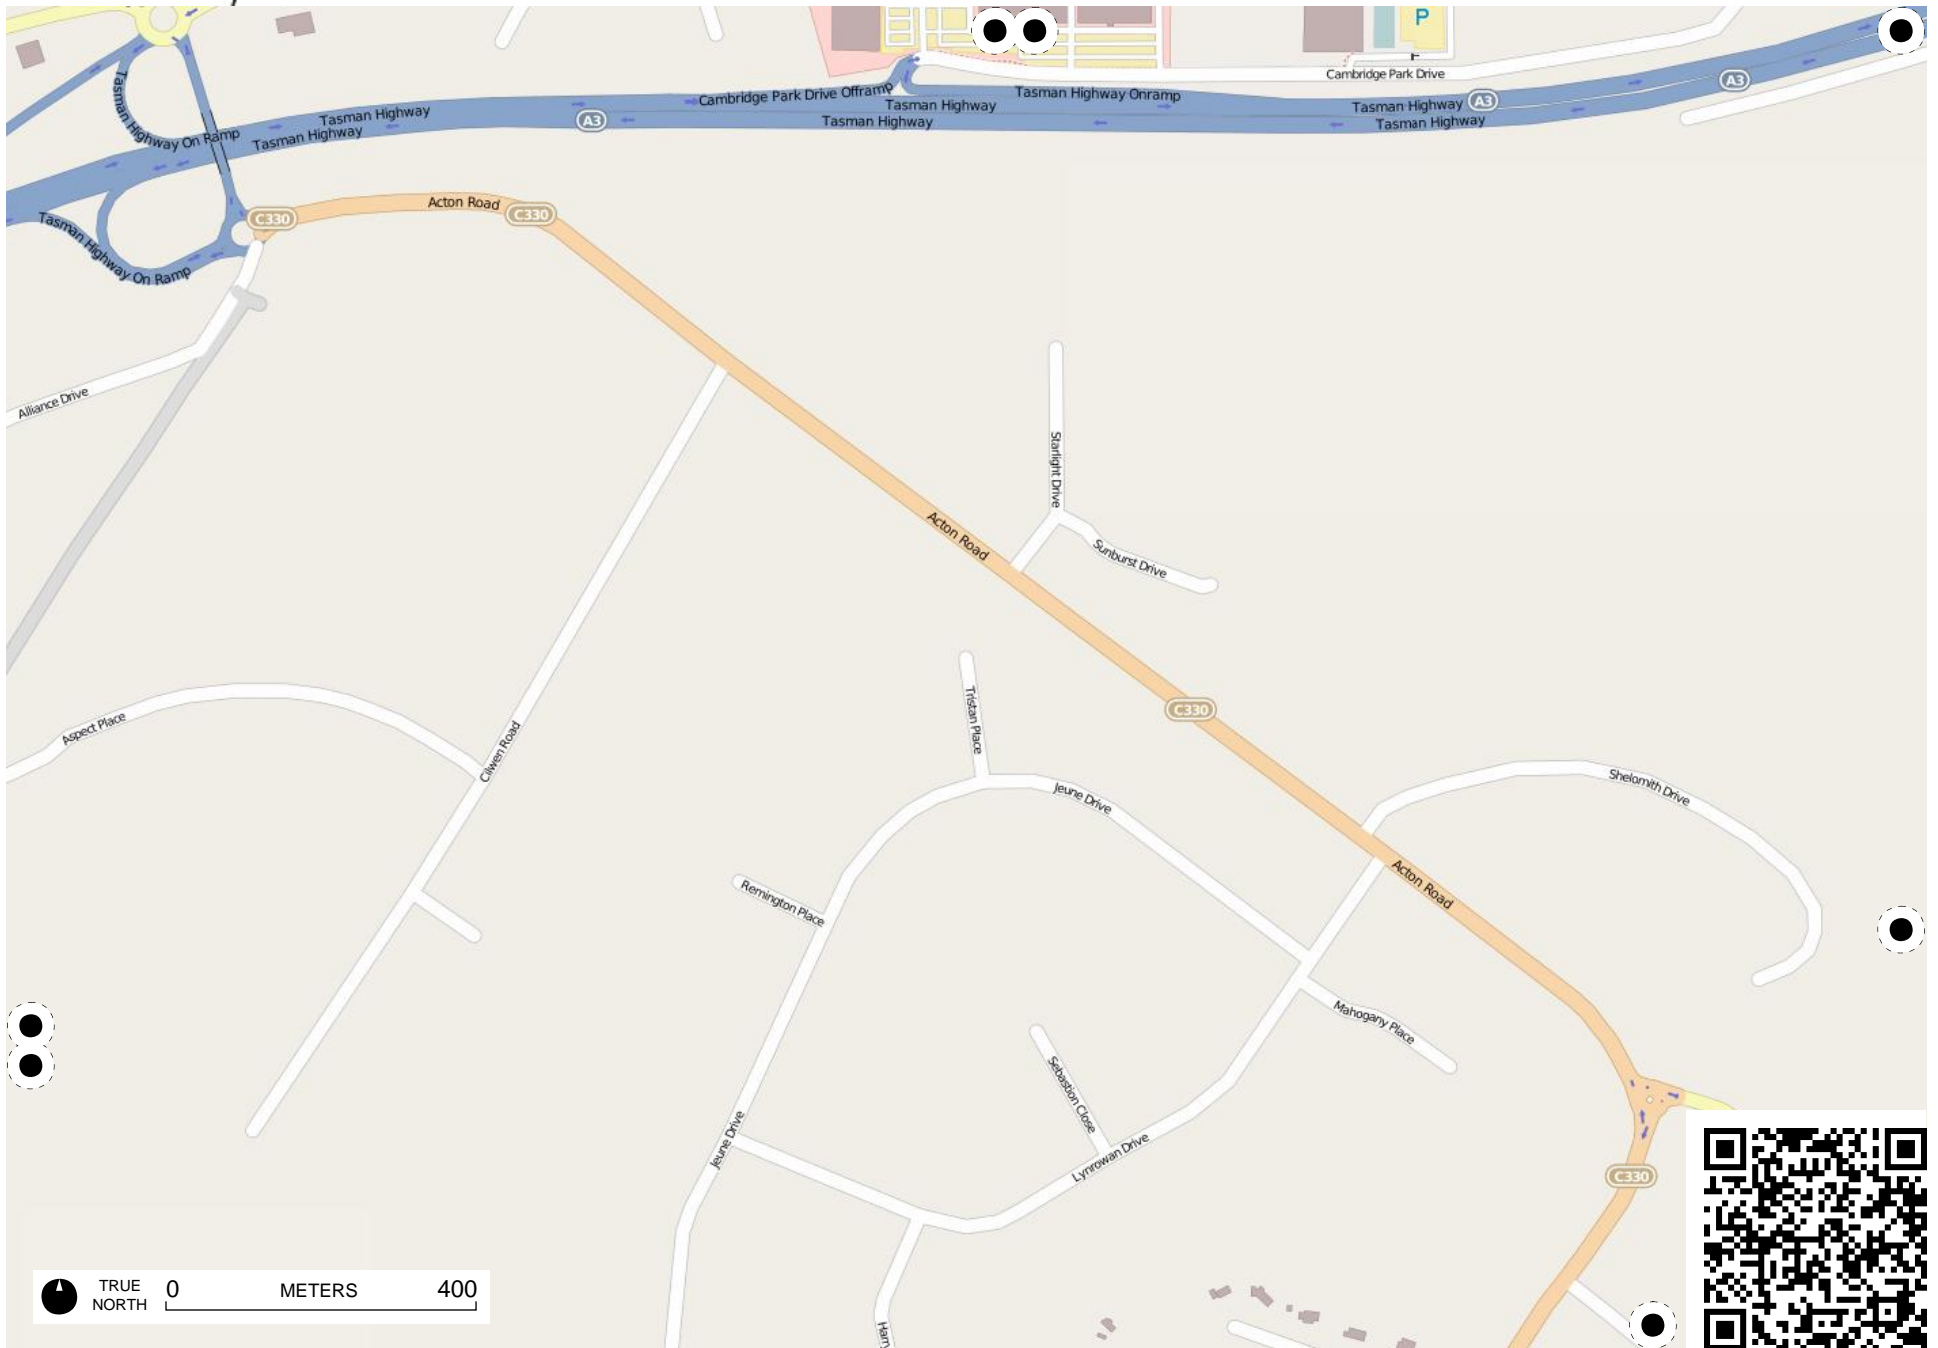 P
Cambridge Park Drive
A3
Cambridge Park Drive Offramp
Tasman Highway Onramp
Tasman Highway
Tasman Highway
Tasman Highway
A3
Tasman Highway
A3
Tasman Highway
Tasman Highway
Tasman Highway
Tasman Highway On Ramp
Acton Road
C330
C330
Tasman Highway On Ramp
Alliance Drive
Starlight Drive
Acton Road
Sunburst Drive
Tristan Place
C330
Aspect Place
Cilwen Road
Jeune Drive
Shelomith Drive
Acton Road
Remington Place
Mahogany Place
Sebastion Close
Jeune Drive
Lynrowan Drive
C330
TRUE
NORTH
0 METERS 400